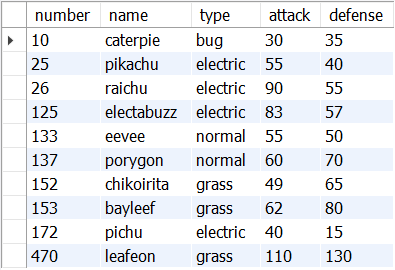 number name type attack defense
10 caterpie bug 30 35
25 pikachu electric 55 40
26 raichu electric 90 55
125 electabuzz electric 83 57
133 eevee normal 55 50
137 porygon normal 60 70
152 chikoirita grass 49 65
153 bayleef grass 62 80
172 pichu electric 40 15
470 leafeon grass 110 130